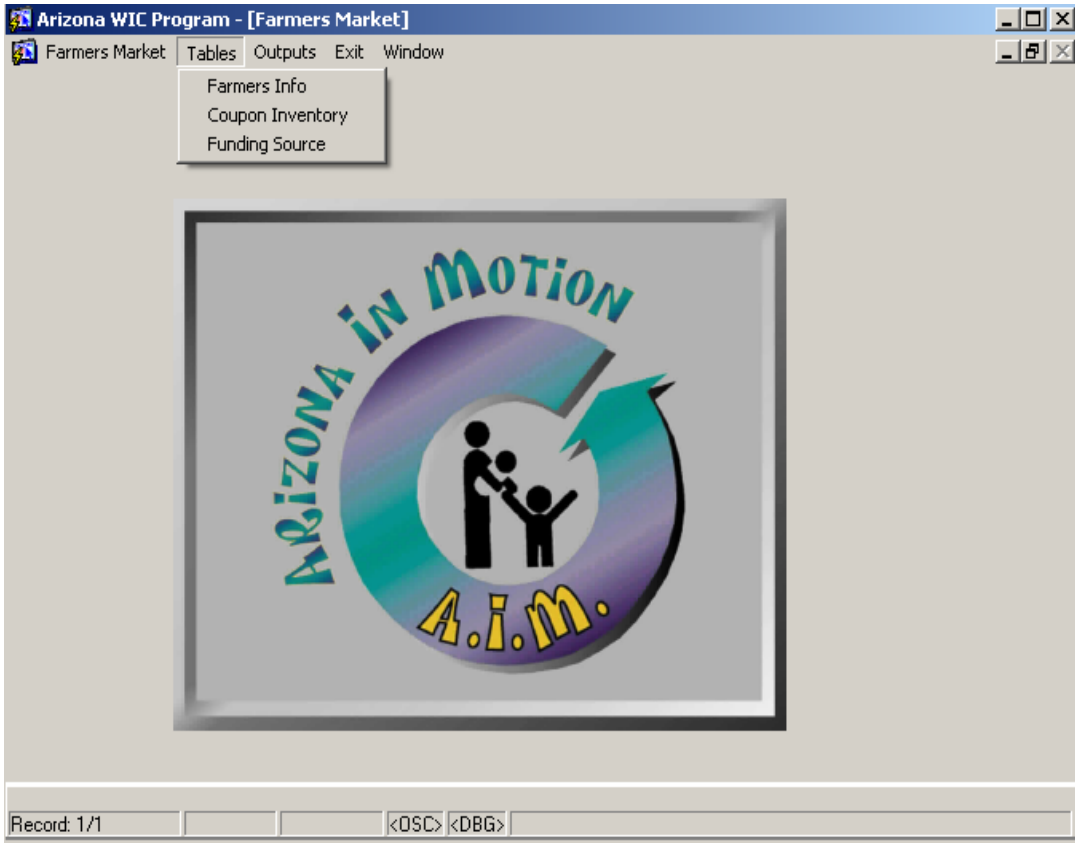 Arizona WIC Program - [Farmers Market]
Farmers Market Tables Outputs Exit Window
Farmers Info
Coupon Inventory
Funding Source
ARiZONA iN MOTiON
A.i.M.
Record: 1/1 <OSC> <DBG>